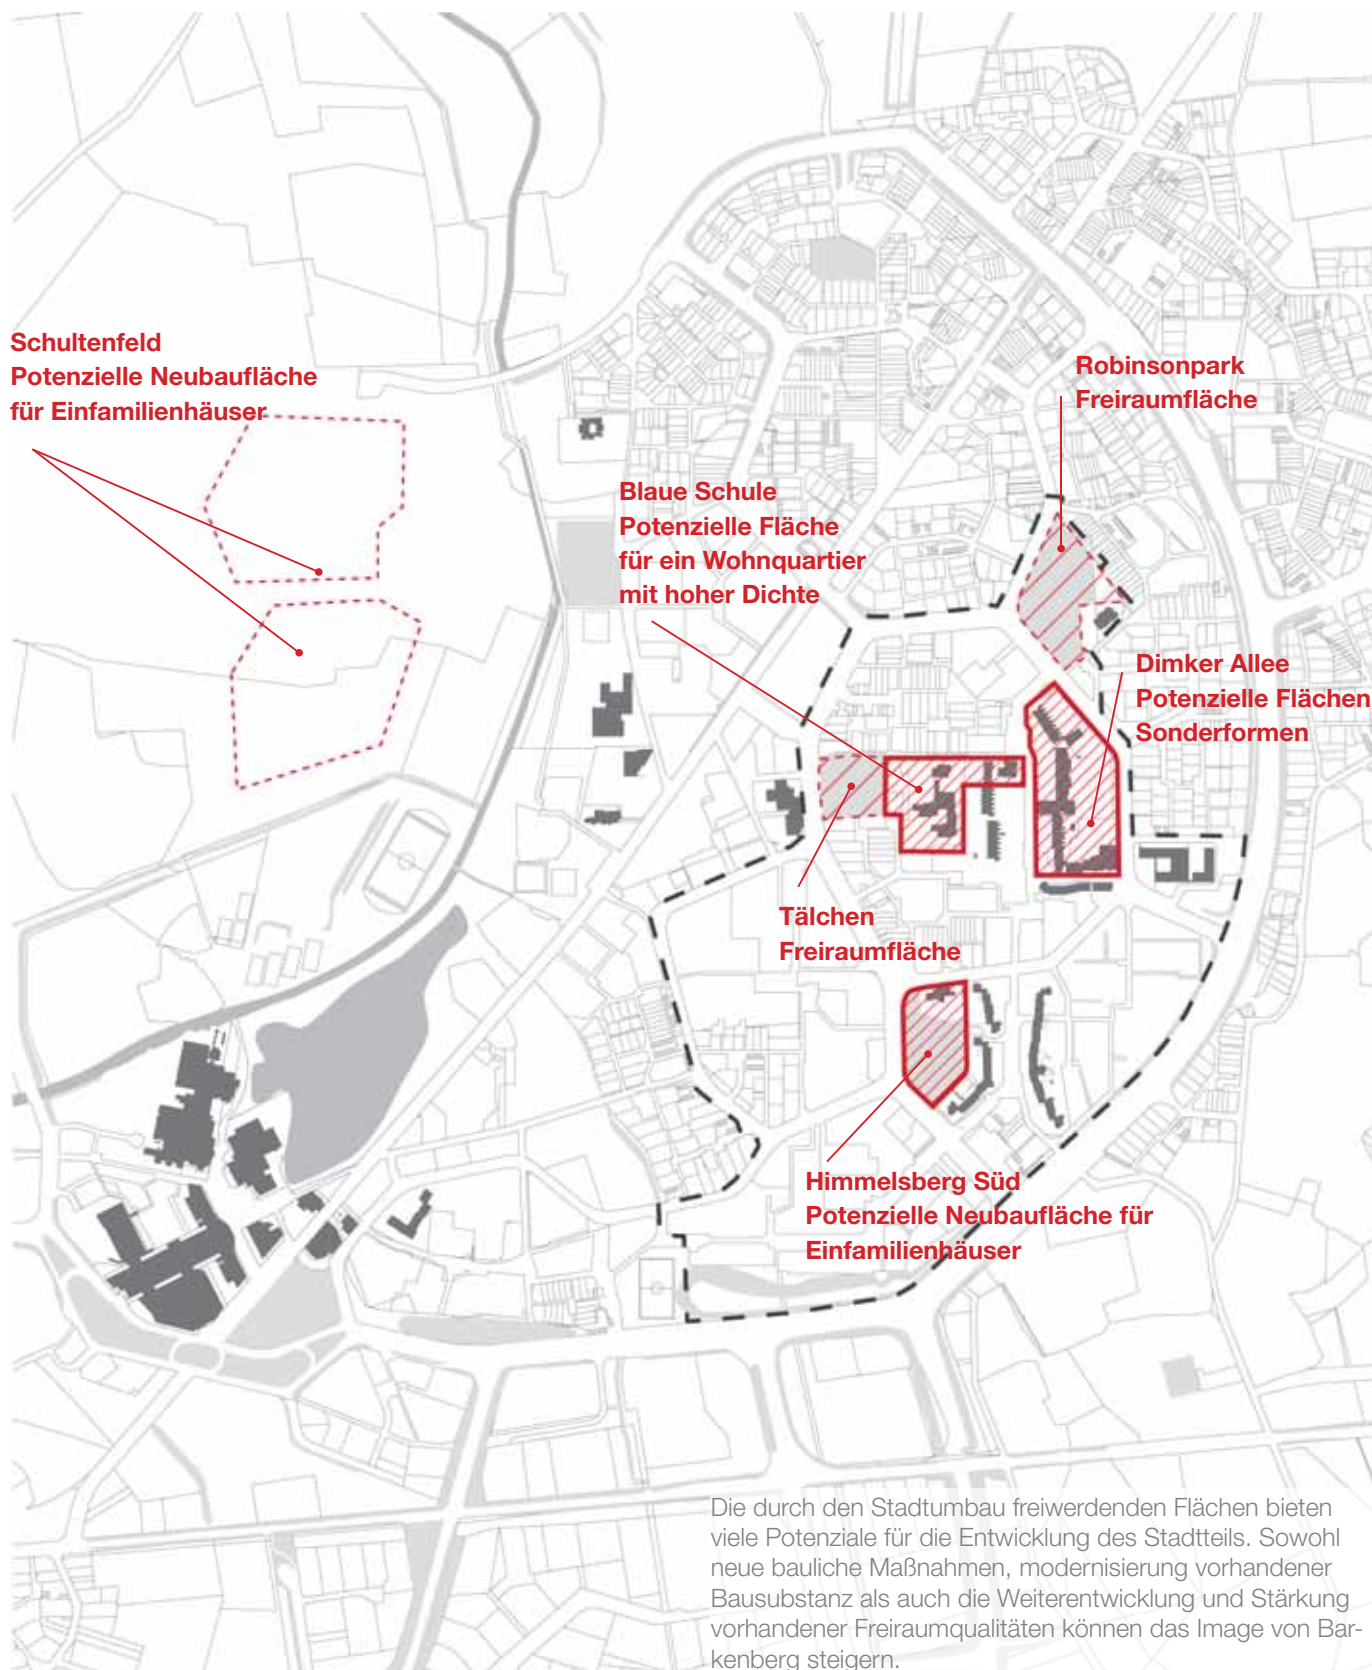 Schultenfeld
Potenzielle Neubaufläche
für Einfamilienhäuser
Robinsonpark
Freiraumfläche
Blaue Schule
Potenzielle Fläche
für ein Wohnquartier
mit hoher Dichte
Dimker Allee
Potenzielle Flächen
Sonderformen
Tälchen
Freiraumfläche
Himmelsberg Süd
Potenzielle Neubaufläche für
Einfamilienhäuser
Die durch den Stadtumbau freiwerdenden Flächen bieten
viele Potenziale für die Entwicklung des Stadtteils. Sowohl
neue bauliche Maßnahmen, modernisierung vorhandener
Bausubstanz als auch die Weiterentwicklung und Stärkung
vorhandener Freiraumqualitäten können das Image von Bar-
kenberg steigern.